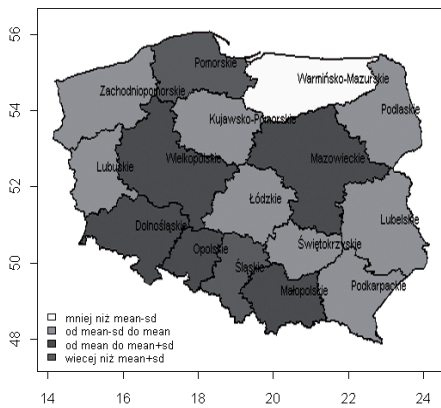 56
54
52
50
48
Pomorskie
Warmińsko-Mazurskie
Zachodniopomorskie
Podlaskie
Kujawsko-Pomorskie
Wielkopolskie
Mazowieckie
Lubuskie
Łódzkie
Lubelskie
Dolnośląskie
Opolskie
Świętokrzyskie
Śląskie
Małopolskie
Podkarpackie
mniej niż mean-sd
od mean-sd do mean
od mean do mean+sd
wiecej niż mean+sd
14 16 18 20 22 24